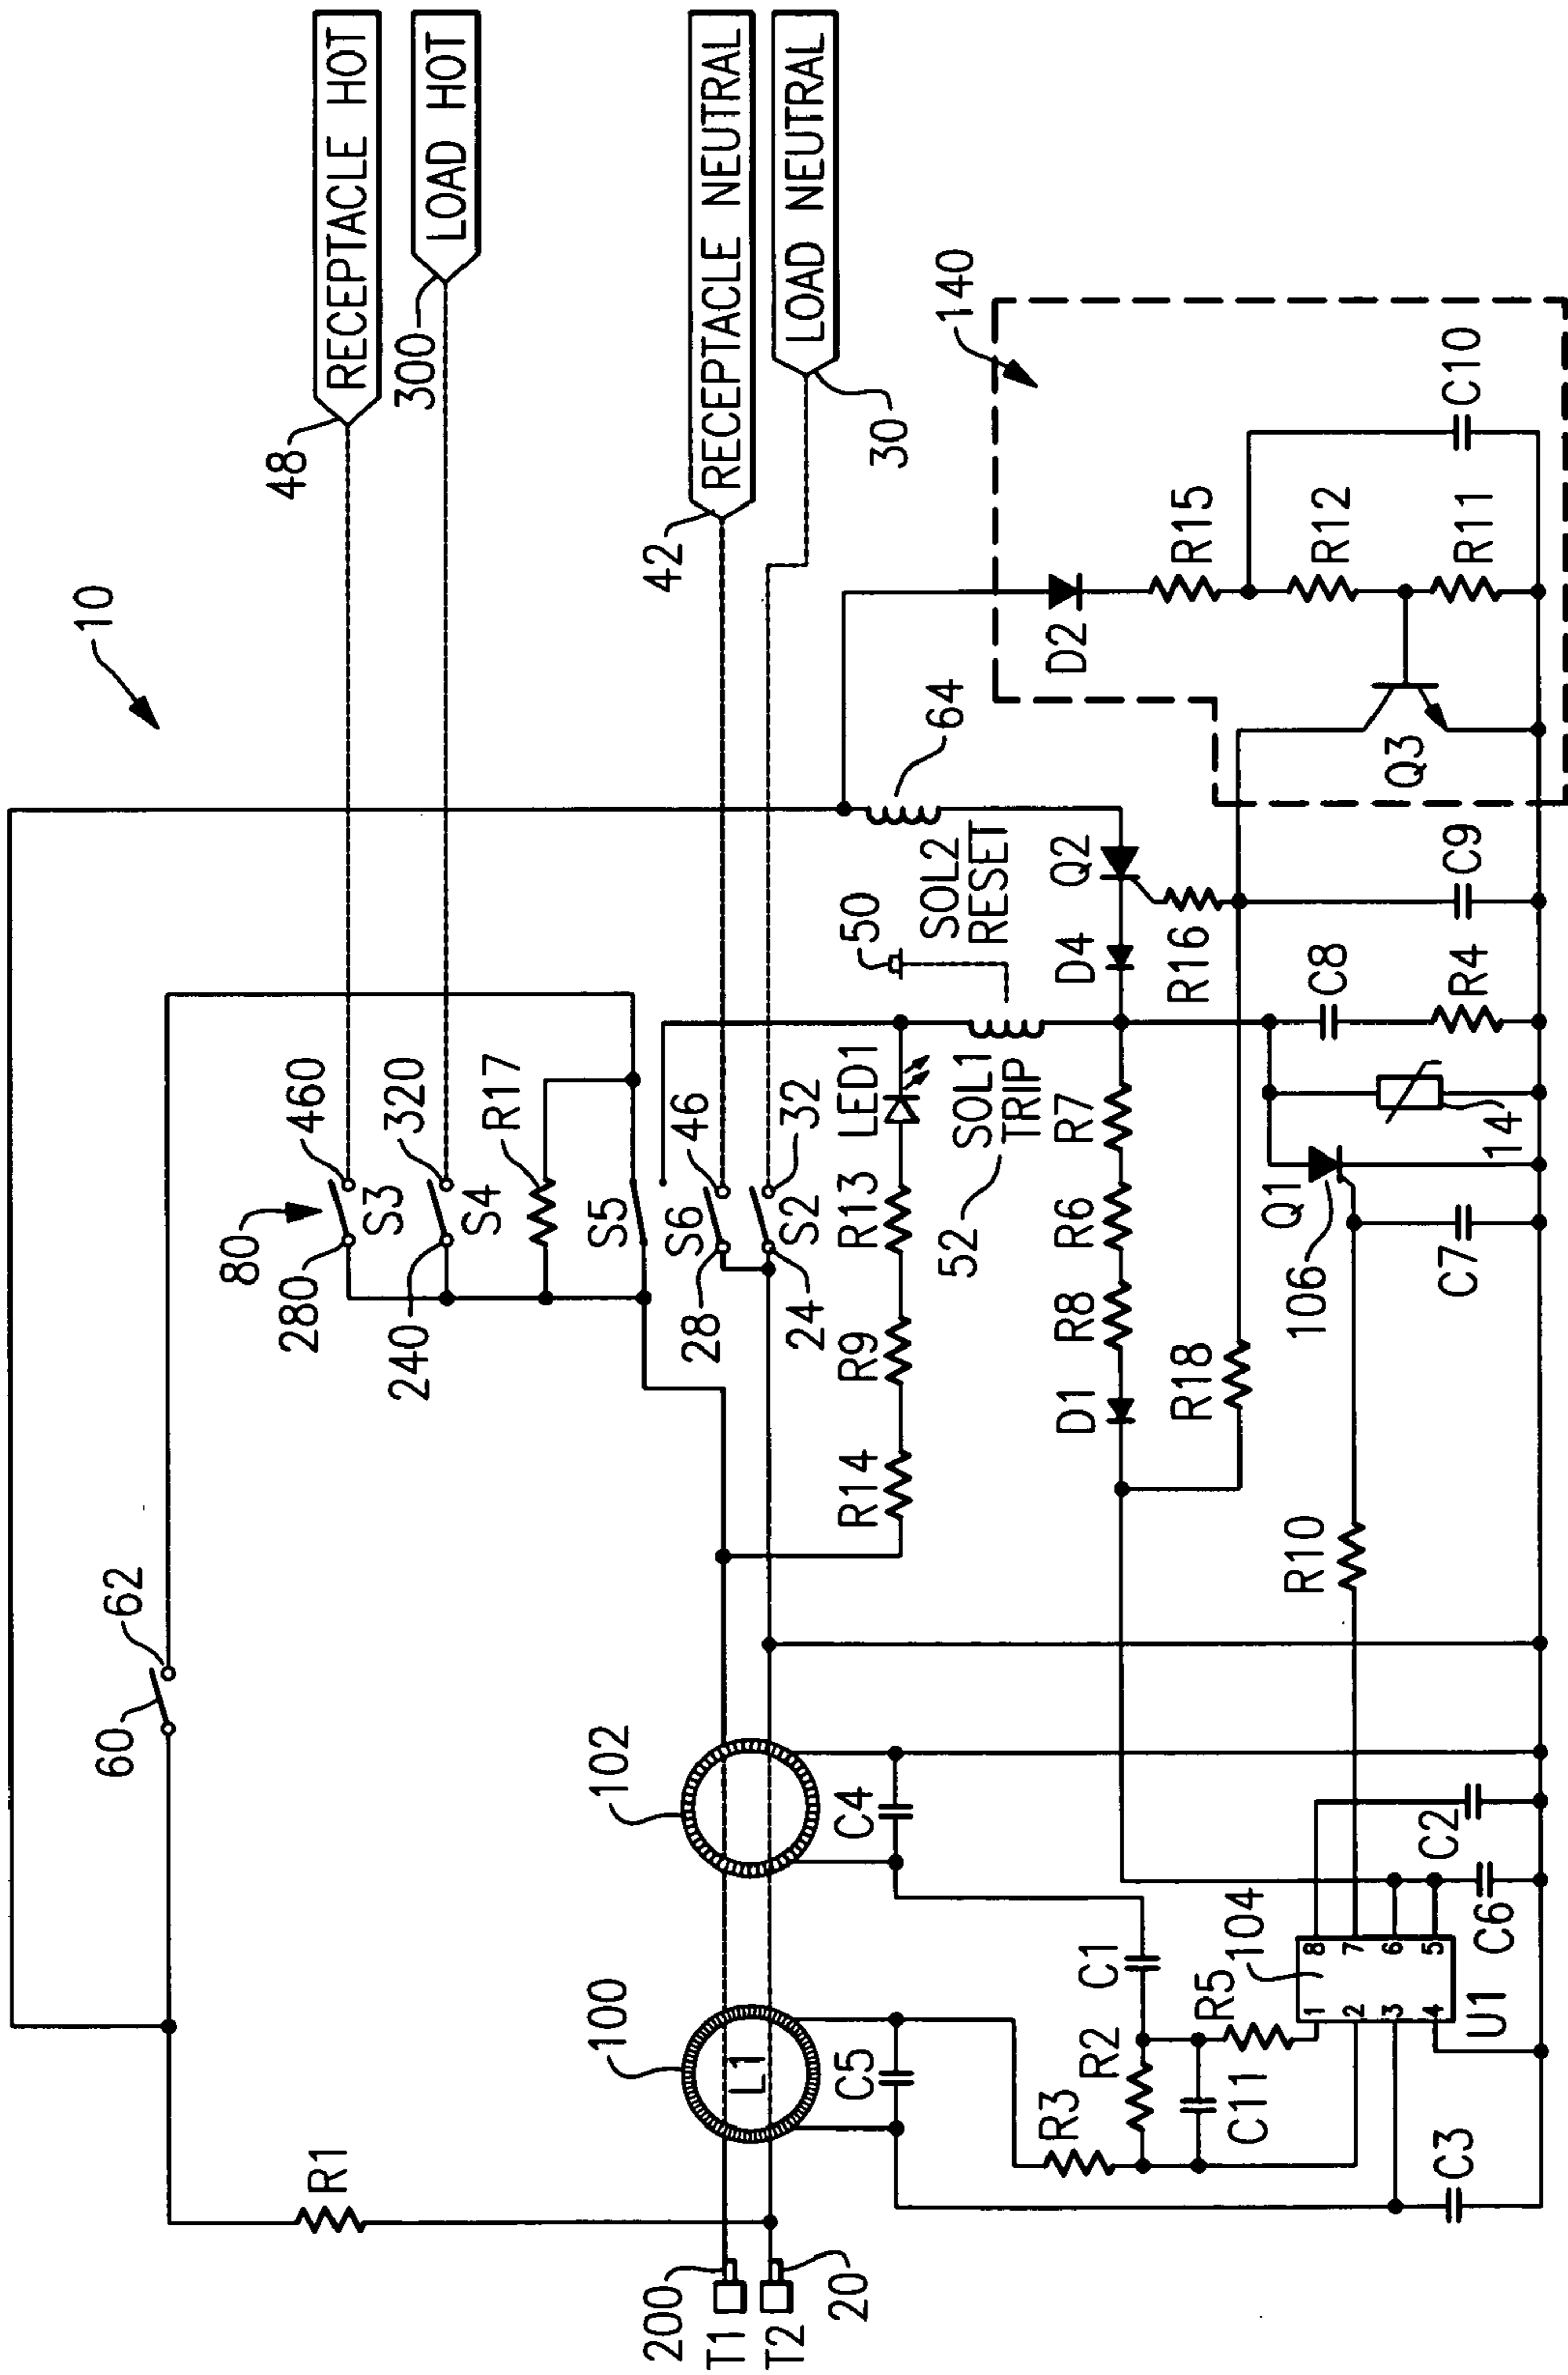 10
RECEPTACLE HOT
48
LOAD HOT
300
RECEPTACLE NEUTRAL
42
LOAD NEUTRAL
30
140
60
62
R1
80
280
460
S3
240
320
S4
R17
S5
S6
28
46
24
S2
32
200
T1
T2
20
100
L1
102
C5
C4
R14
R9
R13
LED1
50
SOL1
TRIP
52
SOL2
RESET
64
D1
R8
R6
R7
D4
Q2
R16
R18
D2
R15
R12
R11
C10
Q3
C9
C8
R4
14
Q1
106
C7
R10
R3
R2
C11
C1
R5
104
1
2
3
4
8
7
6
5
U1
C3
C2
C6